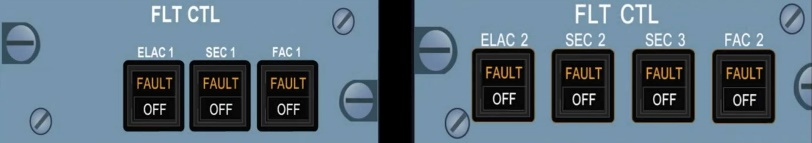 FLT CTL
ELAC 1 SEC 1 FAC 1
FAULT FAULT FAULT
OFF OFF OFF
FLT CTL
ELAC 2 SEC 2 SEC 3 FAC 2
FAULT FAULT FAULT FAULT
OFF OFF OFF OFF